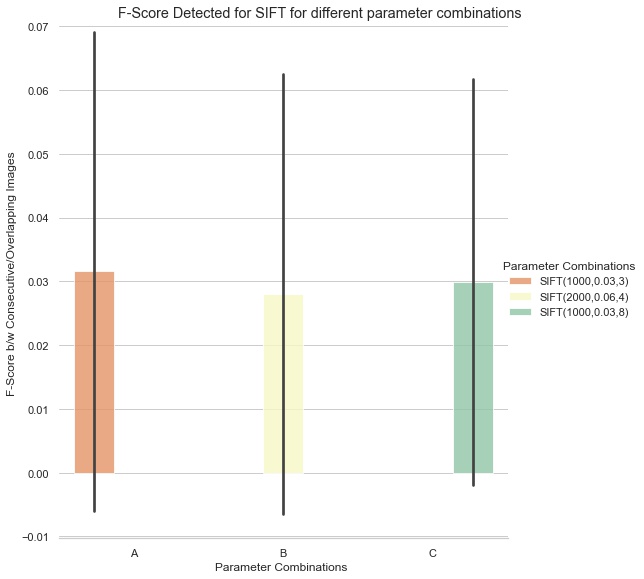 F-Score Detected for SIFT for different parameter combinations
0.07
0.06
0.05
0.04
0.03
0.02
0.01
0.00
−0.01
F-Score b/w Consecutive/Overlapping Images
A B C
Parameter Combinations
Parameter Combinations
SIFT(1000,0.03,3)
SIFT(2000,0.06,4)
SIFT(1000,0.03,8)